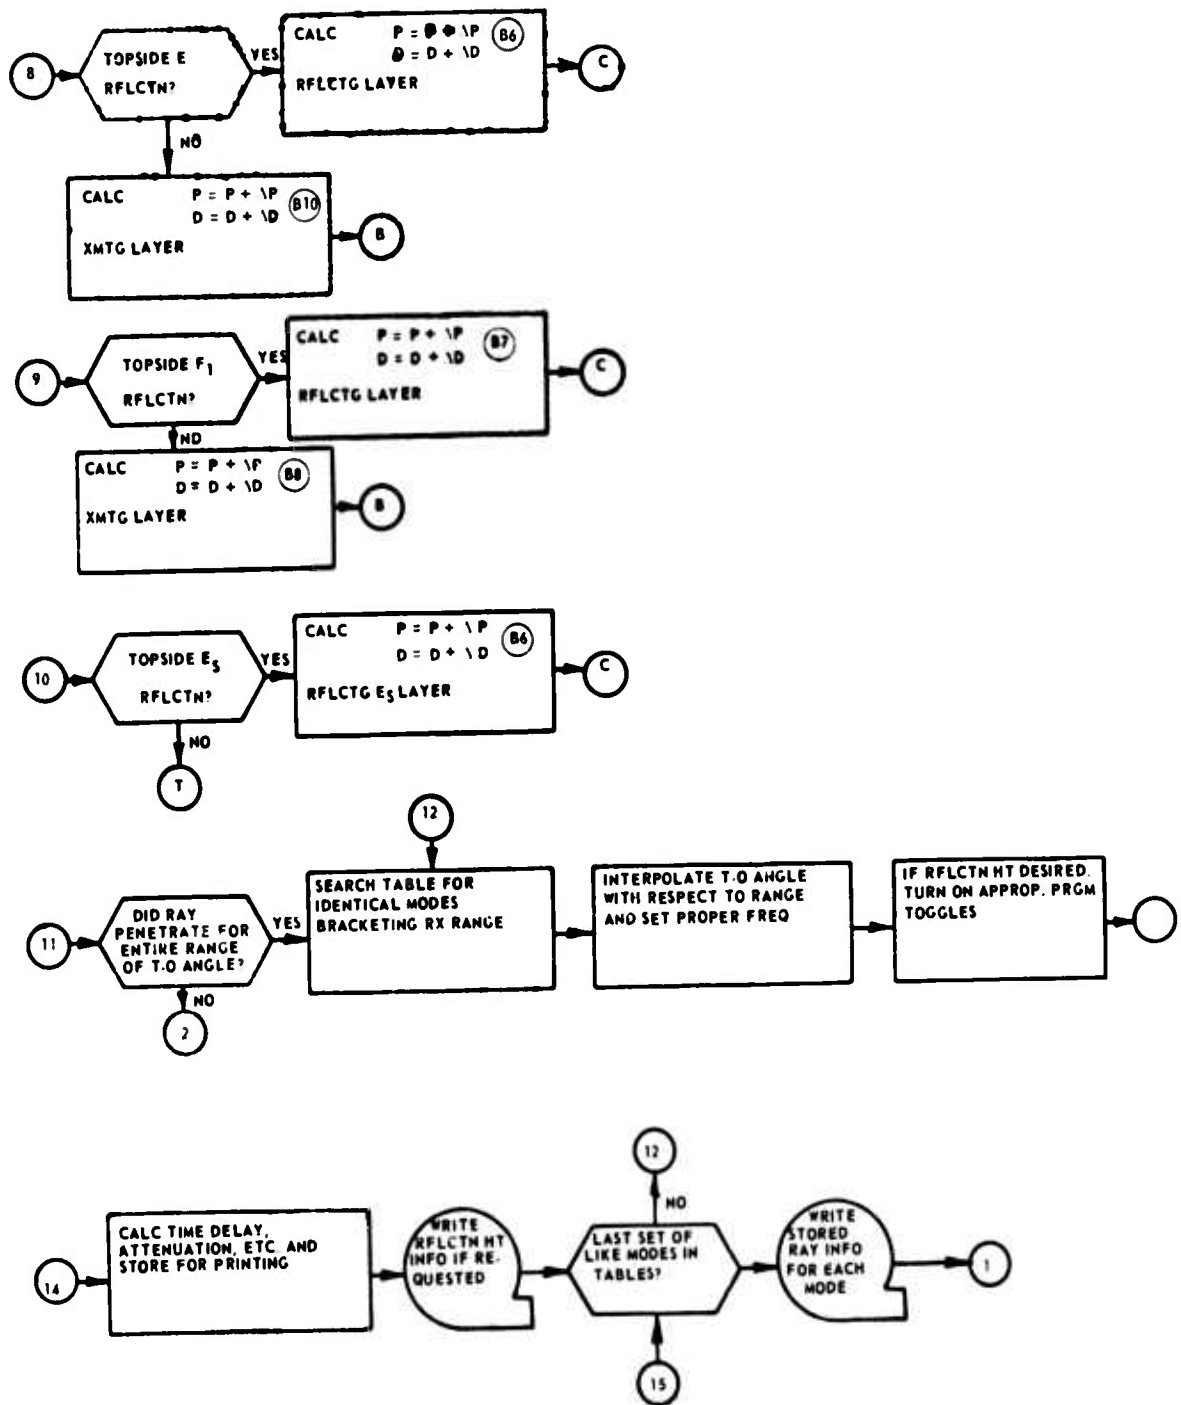 8
TOPSIDE E
RFLCTN?
YES
CALC
P = P + \P
D = D + \D
B6
RFLCTG LAYER
C
NO
CALC
P = P + \P
D = D + \D
B10
XMTG LAYER
B
9
TOPSIDE F1
RFLCTN?
YES
CALC
P = P + \P
D = D + \D
B7
RFLCTG LAYER
C
NO
CALC
P = P + \P
D = D + \D
B8
XMTG LAYER
B
10
TOPSIDE ES
RFLCTN?
YES
CALC
P = P + \P
D = D + \D
B6
RFLCTG ES LAYER
C
NO
T
12
11
DID RAY
PENETRATE FOR
ENTIRE RANGE
OF T-O ANGLE?
YES
SEARCH TABLE FOR
IDENTICAL MODES
BRACKETING RX RANGE
INTERPOLATE T-O ANGLE
WITH RESPECT TO RANGE
AND SET PROPER FREQ
IF RFLCTN HT DESIRED.
TURN ON APPROP. PRGM
TOGGLES
NO
2
12
NO
14
CALC TIME DELAY,
ATTENUATION, ETC. AND
STORE FOR PRINTING
WRITE
RFLCTN HT
INFO IF RE-
QUESTED
LAST SET OF
LIKE MODES IN
TABLES?
WRITE
STORED
RAY INFO
FOR EACH
MODE
1
15